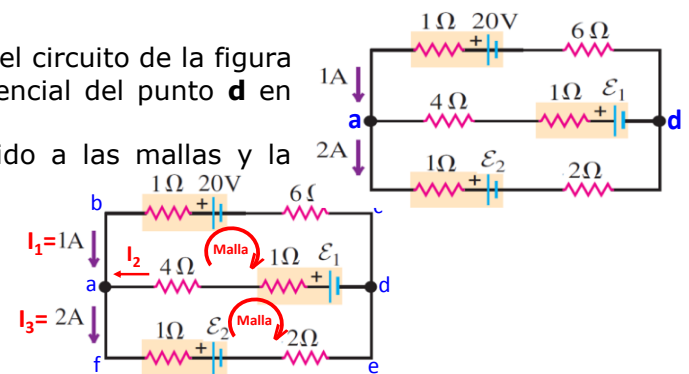 el circuito de la figura
encial del punto d en
ido a las mallas y la
1Ω 20V 6Ω
+
1A
4Ω 1Ω ℰ₁
+
a d
2A
1Ω ℰ₂ 2Ω
+
1Ω 20V
b +
I₁=1A I₂ Malla
4Ω 1Ω ℰ₁
+
a d
I₃= 2A 1Ω ℰ₂ Malla 2Ω
+
f e